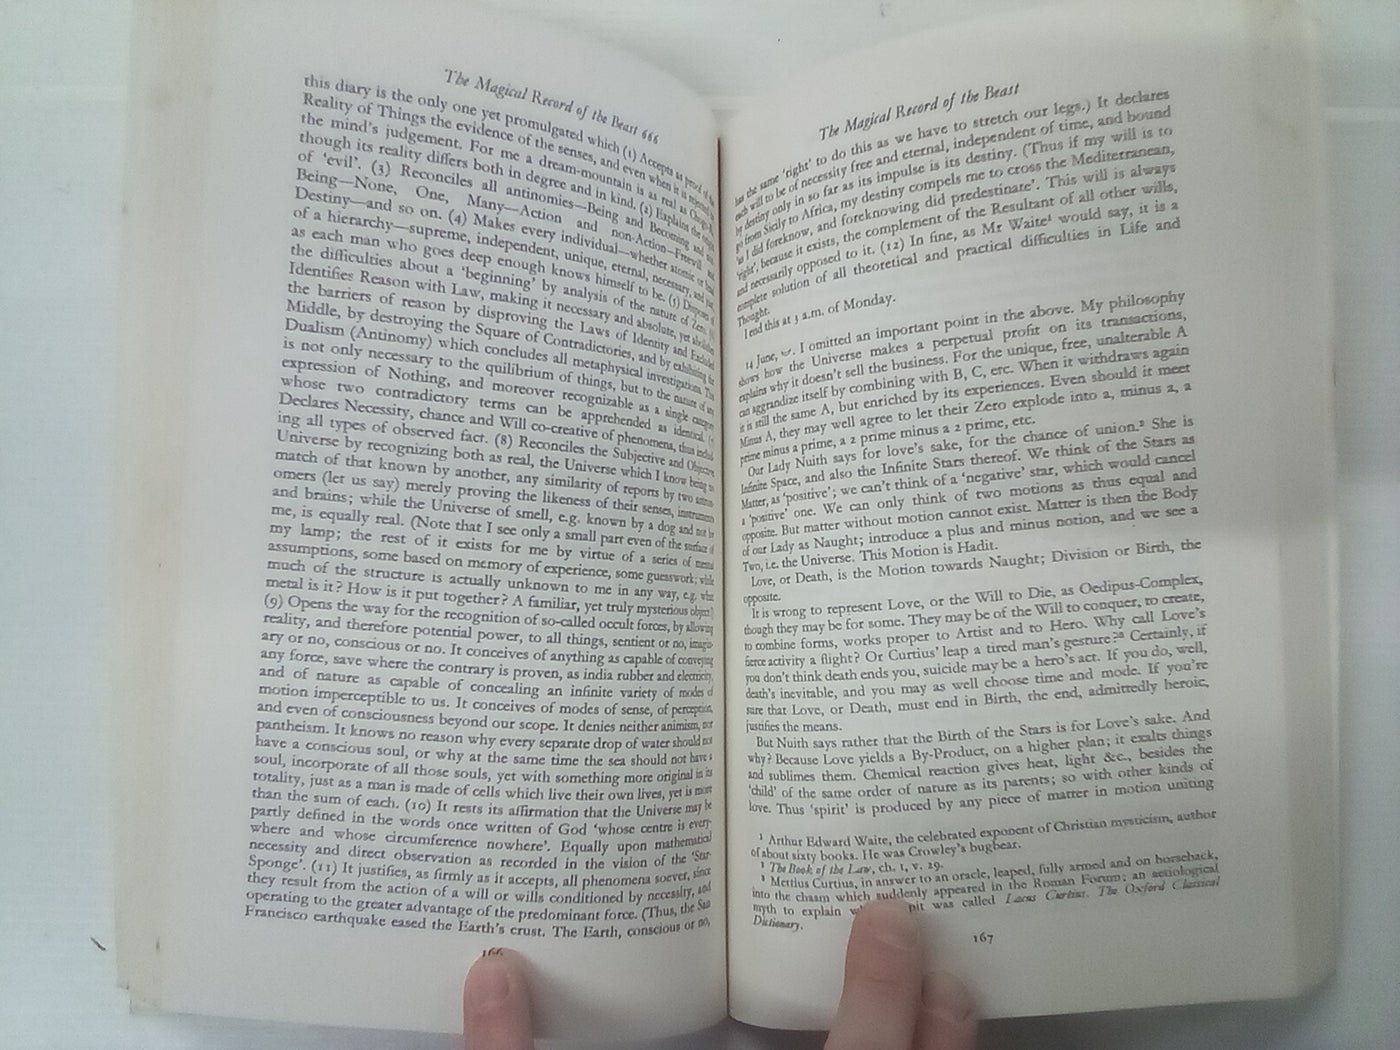 The Magical Record of the Beast 666
this diary is the only one yet promulgated which (1) Accepts as proof of the
Reality of Things the evidence of the senses, and even when it is rejected by
the mind's judgement. For me a dream-mountain is as real as
though its reality differs both in degree and in kind. (2) Explains the
of 'evil'. (3) Reconciles all antinomies—Being and Becoming and not
Being—None, One, Many—Action and non-Action—Freewill and
Destiny—and so on. (4) Makes every individual—whether atomic or
of a hierarchy—supreme, independent, unique, eternal, necessary, and just
as each man who goes deep enough knows himself to be. (5) Disposes of
the difficulties about a 'beginning' by analysis of the nature of Zero.
Identifies Reason with Law, making it necessary and absolute, yet abolishes
the barriers of reason by disproving the Laws of Identity and Excluded
Middle, by destroying the Square of Contradictories, and by exhibiting the
Dualism (Antinomy) which concludes all metaphysical investigations. This
is not only necessary to the quilibrium of things, but to the nature of any
expression of Nothing, and moreover recognizable as a single category
whose two contradictory terms can be apprehended as identical.
Declares Necessity, chance and Will co-creative of phenomena, thus includ
ing all types of observed fact. (8) Reconciles the Subjective and Objective
Universe by recognizing both as real, the Universe which I know being to
match of that known by another, any similarity of reports by two astron-
omers (let us say) merely proving the likeness of their senses, instruments
and brains; while the Universe of smell, e.g. known by a dog and not by
me, is equally real. (Note that I see only a small part even of the surface of
my lamp; the rest of it exists for me by virtue of a series of mental
assumptions, some based on memory of experience, some guesswork; while
much of the structure is actually unknown to me in any way, e.g. what
metal is it? How is it put together? A familiar, yet truly mysterious object!)
(9) Opens the way for the recognition of so-called occult forces, by allowing
reality, and therefore potential power, to all things, sentient or no, imagin-
ary or no, conscious or no. It conceives of anything as capable of conveying
any force, save where the contrary is proven, as india rubber and electricity,
and of nature as capable of concealing an infinite variety of modes of
motion imperceptible to us. It conceives of modes of sense, of perception,
and even of consciousness beyond our scope. It denies neither animism, nor
pantheism. It knows no reason why every separate drop of water should not
have a conscious soul, or why at the same time the sea should not have a
soul, incorporate of all those souls, yet with something more original in its
totality, just as a man is made of cells which live their own lives, yet is more
than the sum of each. (10) It rests its affirmation that the Universe may be
partly defined in the words once written of God 'whose centre is every-
where and whose circumference nowhere'. Equally upon mathematical
necessity and direct observation as recorded in the vision of the 'Star-
Sponge'. (11) It justifies, as firmly as it accepts, all phenomena soever, since
they result from the action of a will or wills conditioned by necessity, and
operating to the greater advantage of the predominant force. (Thus, the San
Francisco earthquake eased the Earth's crust. The Earth, conscious or no,
166
The Magical Record of the Beast
has the same 'right' to do this as we have to stretch our legs.) It declares
each will to be of necessity free and eternal, independent of time, and bound
by destiny only in so far as its impulse is its destiny. (Thus if my will is to
go from Sicily to Africa, my destiny compels me to cross the Mediterranean,
'as I did foreknow, and foreknowing did predestinate'. This will is always
'right', because it exists, the complement of the Resultant of all other wills,
and necessarily opposed to it. (12) In fine, as Mr Waite¹ would say, it is a
complete solution of all theoretical and practical difficulties in Life and
Thought.
I end this at 3 a.m. of Monday.
14 June, . I omitted an important point in the above. My philosophy
shows how the Universe makes a perpetual profit on its transactions,
explains why it doesn't sell the business. For the unique, free, unalterable A
can aggrandize itself by combining with B, C, etc. When it withdraws again
it is still the same A, but enriched by its experiences. Even should it meet
Minus A, they may well agree to let their Zero explode into a, minus a, a
prime minus a prime, a 2 prime minus a 2 prime, etc.
Our Lady Nuith says for love's sake, for the chance of union.² She is
Infinite Space, and also the Infinite Stars thereof. We think of the Stars as
Matter, as 'positive'; we can't think of a 'negative' star, which would cancel
a 'positive' one. We can only think of two motions as thus equal and
opposite. But matter without motion cannot exist. Matter is then the Body
of our Lady as Naught; introduce a plus and minus notion, and we see a
Two, i.e. the Universe. This Motion is Hadit.
Love, or Death, is the Motion towards Naught; Division or Birth, the
opposite.
It is wrong to represent Love, or the Will to Die, as Oedipus-Complex,
though they may be for some. They may be of the Will to conquer, to create,
to combine forms, works proper to Artist and to Hero. Why call Love's
fierce activity a flight? Or Curtius' leap a tired man's gesture?³ Certainly, if
you don't think death ends you, suicide may be a hero's act. If you do, well,
death's inevitable, and you may as well choose time and mode. If you're
sure that Love, or Death, must end in Birth, the end, admittedly heroic,
justifies the means.
But Nuith says rather that the Birth of the Stars is for Love's sake. And
why? Because Love yields a By-Product, on a higher plan; it exalts things
and sublimes them. Chemical reaction gives heat, light &c., besides the
'child' of the same order of nature as its parents; so with other kinds of
love. Thus 'spirit' is produced by any piece of matter in motion uniting
¹ Arthur Edward Waite, the celebrated exponent of Christian mysticism, author
of about sixty books. He was Crowley's bugbear.
² The Book of the Law, ch. 1, v. 29.
³ Mettius Curtius, in answer to an oracle, leaped, fully armed and on horseback,
into the chasm which suddenly appeared in the Roman Forum; an aetiological
myth to explain pit was called Lacus Curtius. The Oxford Classical
Dictionary.
167